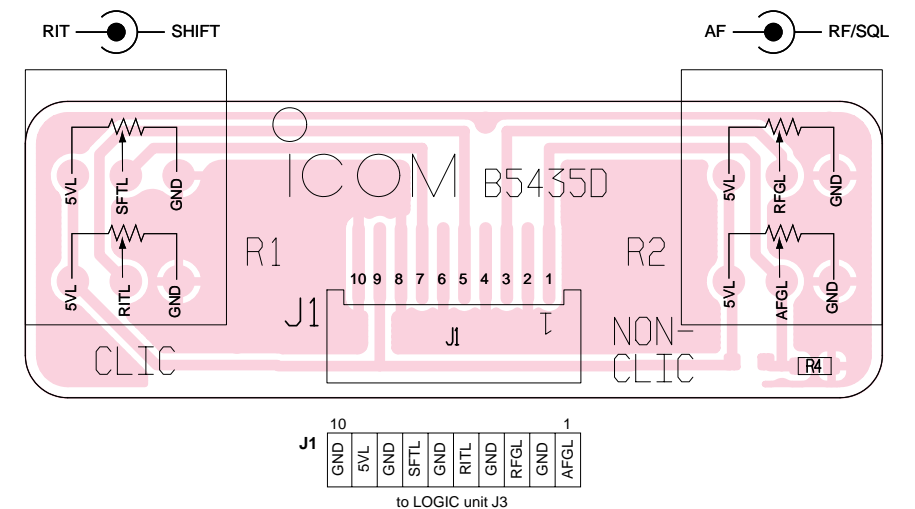 RIT SHIFT AF RF/SQL
5VL SFTL GND 5VL RFGL GND
ICOM B5435D
R1 R2
5VL RITL GND 5VL AFGL GND
10 9 8 7 6 5 4 3 2 1
J1 J1 1 NON-
CLIC CLIC R4
10 1
J1 GND 5VL GND SFTL GND RITL GND RFGL GND AFGL
to LOGIC unit J3